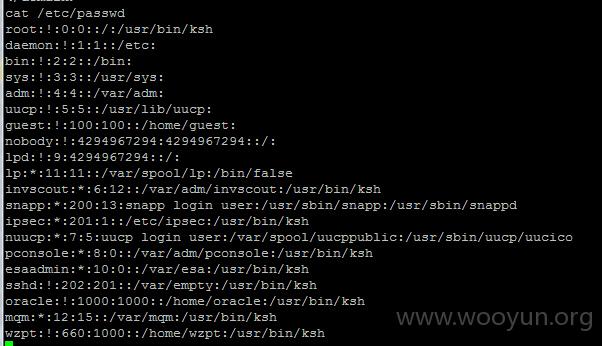 cat /etc/passwd
root:!:0:0::/:/usr/bin/ksh
daemon:!:1:1::/etc:
bin:!:2:2::/bin:
sys:!:3:3::/usr/sys:
adm:!:4:4::/var/adm:
uucp:!:5:5::/usr/lib/uucp:
guest:!:100:100::/home/guest:
nobody:!:4294967294:4294967294::/:
lpd:!:9:4294967294::/:
lp:*:11:11::/var/spool/lp:/bin/false
invscout:*:6:12::/var/adm/invscout:/usr/bin/ksh
snapp:*:200:13:snapp login user:/usr/sbin/snapp:/usr/sbin/snappd
ipsec:*:201:1::/etc/ipsec:/usr/bin/ksh
nuucp:*:7:5:uucp login user:/var/spool/uucppublic:/usr/sbin/uucp/uucico
pconsole:*:8:0::/var/adm/pconsole:/usr/bin/ksh
esaadmin:*:10:0::/var/esa:/usr/bin/ksh
sshd:!:202:201::/var/empty:/usr/bin/ksh
oracle:!:1000:1000::/home/oracle:/usr/bin/ksh
mqm:*:12:15::/var/mqm:/usr/bin/ksh
wzpt:!:660:1000::/home/wzpt:/usr/bin/ksh
www.wooyun.org